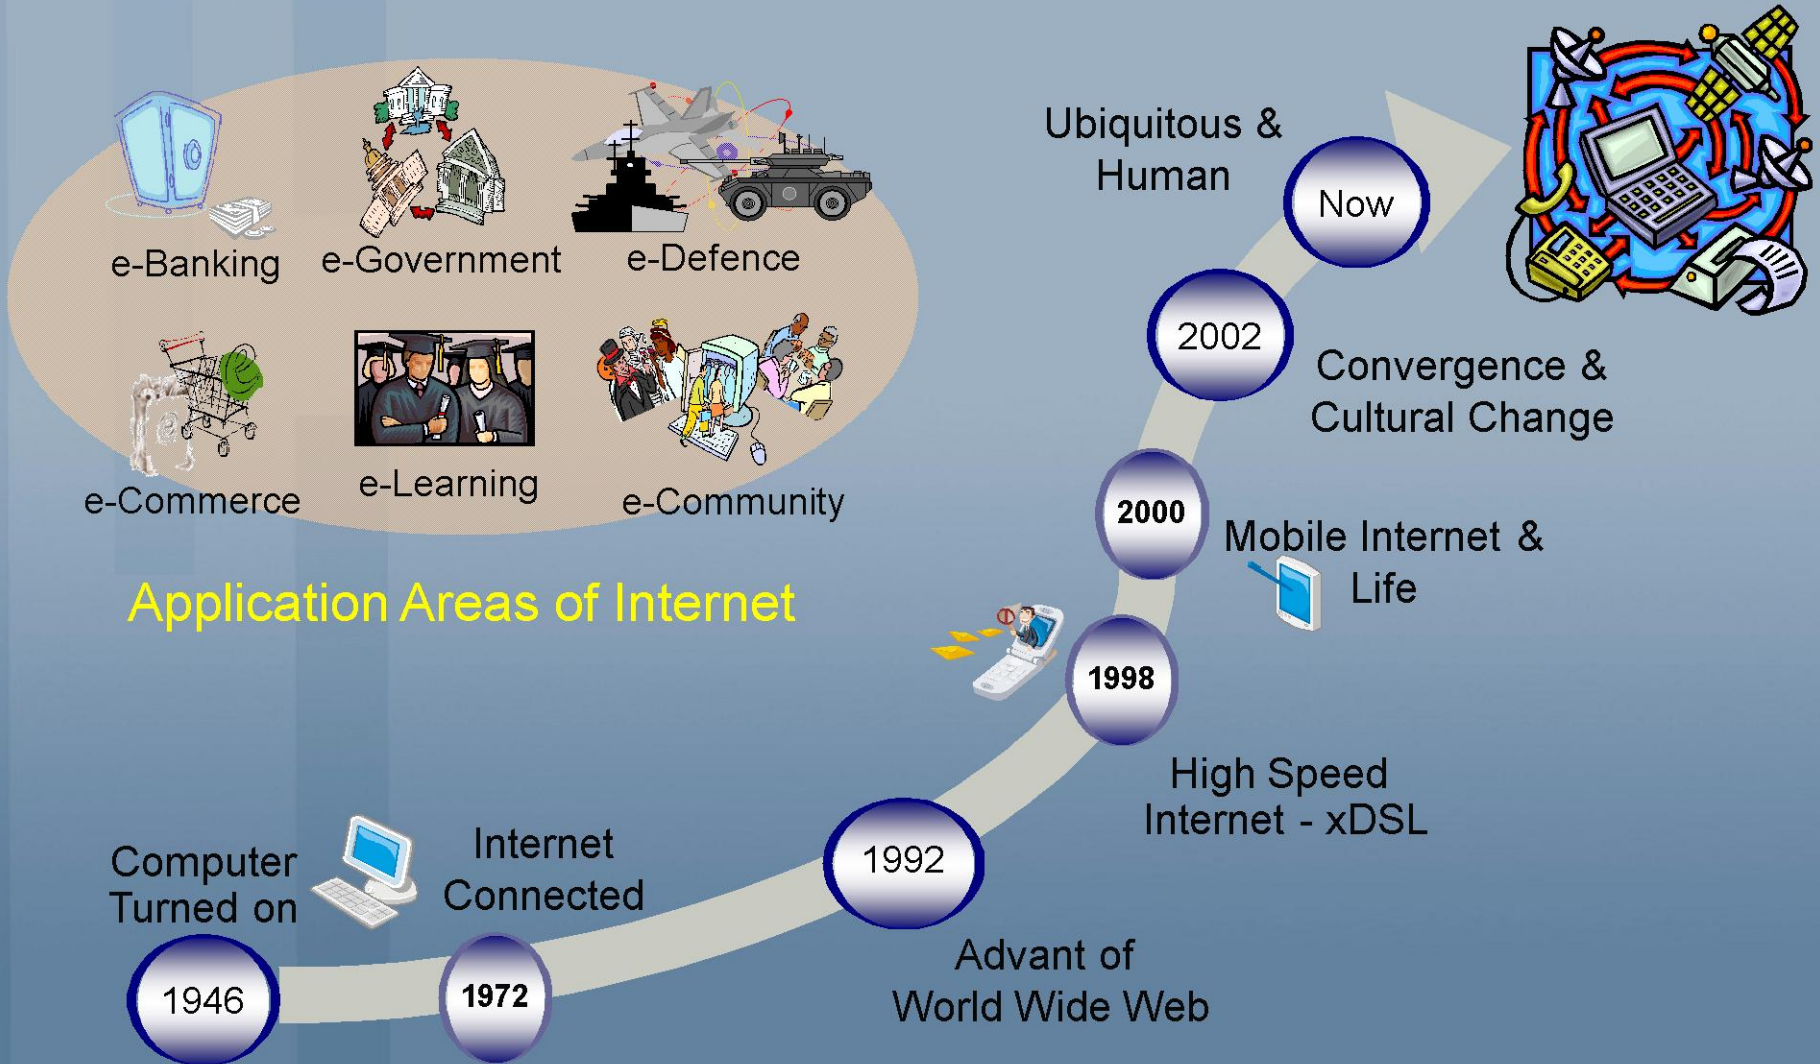 e-Banking
e-Government
e-Defence
e-Commerce
e-Learning
e-Community
Application Areas of Internet
Ubiquitous &
Human
Now
2002
Convergence &
Cultural Change
2000
Mobile Internet &
Life
1998
High Speed
Internet - xDSL
1992
Advant of
World Wide Web
Internet
Connected
1972
Computer
Turned on
1946